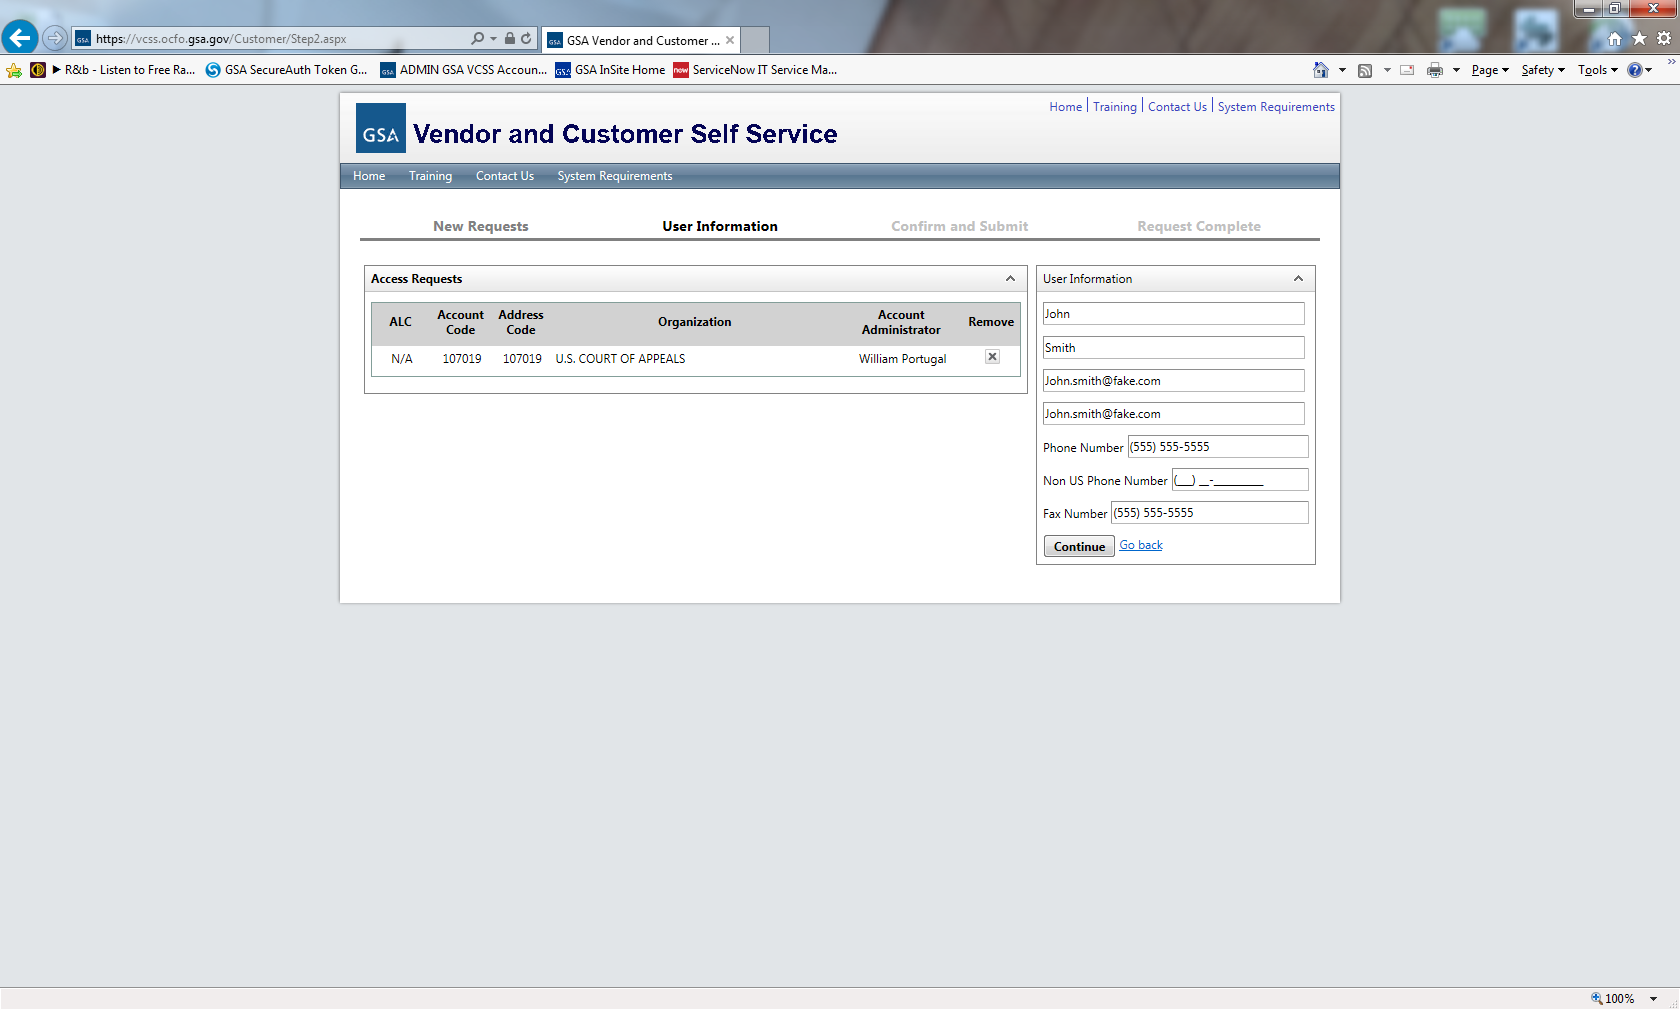 https://vcss.ocfo.gsa.gov/Customer/Step2.aspx
GSA Vendor and Customer ...
R&b - Listen to Free Ra...
GSA SecureAuth Token G...
ADMIN GSA VCSS Accoun...
GSA InSite Home
now
ServiceNow IT Service Ma...
Page
Safety
Tools
GSA
Vendor and Customer Self Service
Home | Training | Contact Us | System Requirements
Home Training Contact Us System Requirements
New Requests User Information Confirm and Submit Request Complete
Access Requests
ALC Account Code Address Code Organization Account Administrator Remove
N/A 107019 107019 U.S. COURT OF APPEALS William Portugal
User Information
John
Smith
John.smith@fake.com
John.smith@fake.com
Phone Number (555) 555-5555
Non US Phone Number (___) __-_________
Fax Number (555) 555-5555
Continue Go back
100%